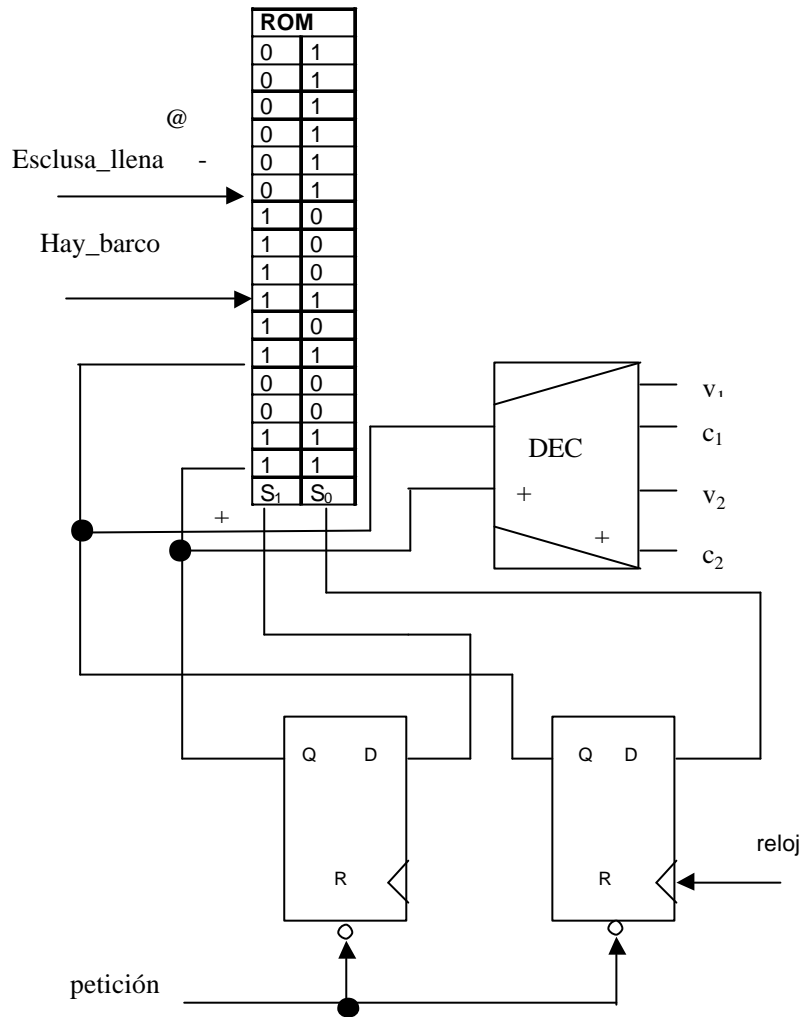 ROM
0 1
0 1
0 1
0 1
0 1
0 1
1 0
1 0
1 0
1 1
1 0
1 1
0 0
0 0
1 1
1 1
S₁ S₀
@
Esclusa_llena -
Hay_barco
+
DEC
+
+
v₁
c₁
v₂
c₂
Q D
R
Q D
R
reloj
petición